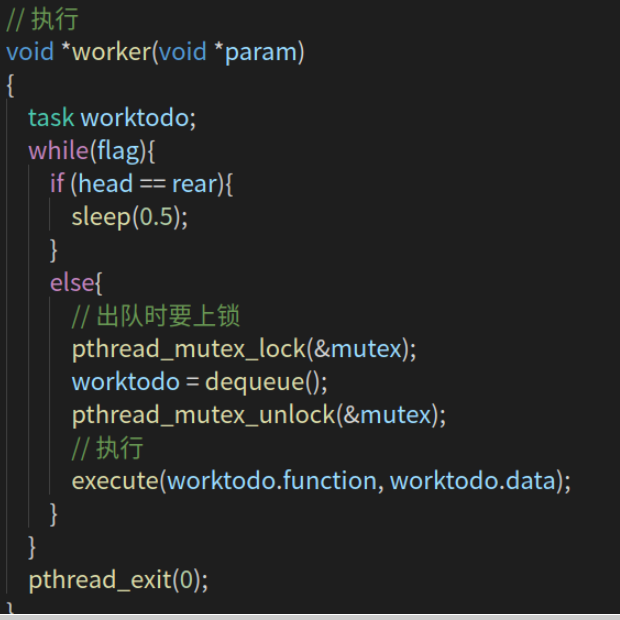 // 执行
void *worker(void *param)
{
task worktodo;
while(flag){
if (head == rear){
sleep(0.5);
}
else{
// 出队时要上锁
pthread_mutex_lock(&mutex);
worktodo = dequeue();
pthread_mutex_unlock(&mutex);
// 执行
execute(worktodo.function, worktodo.data);
}
}
pthread_exit(0);
}